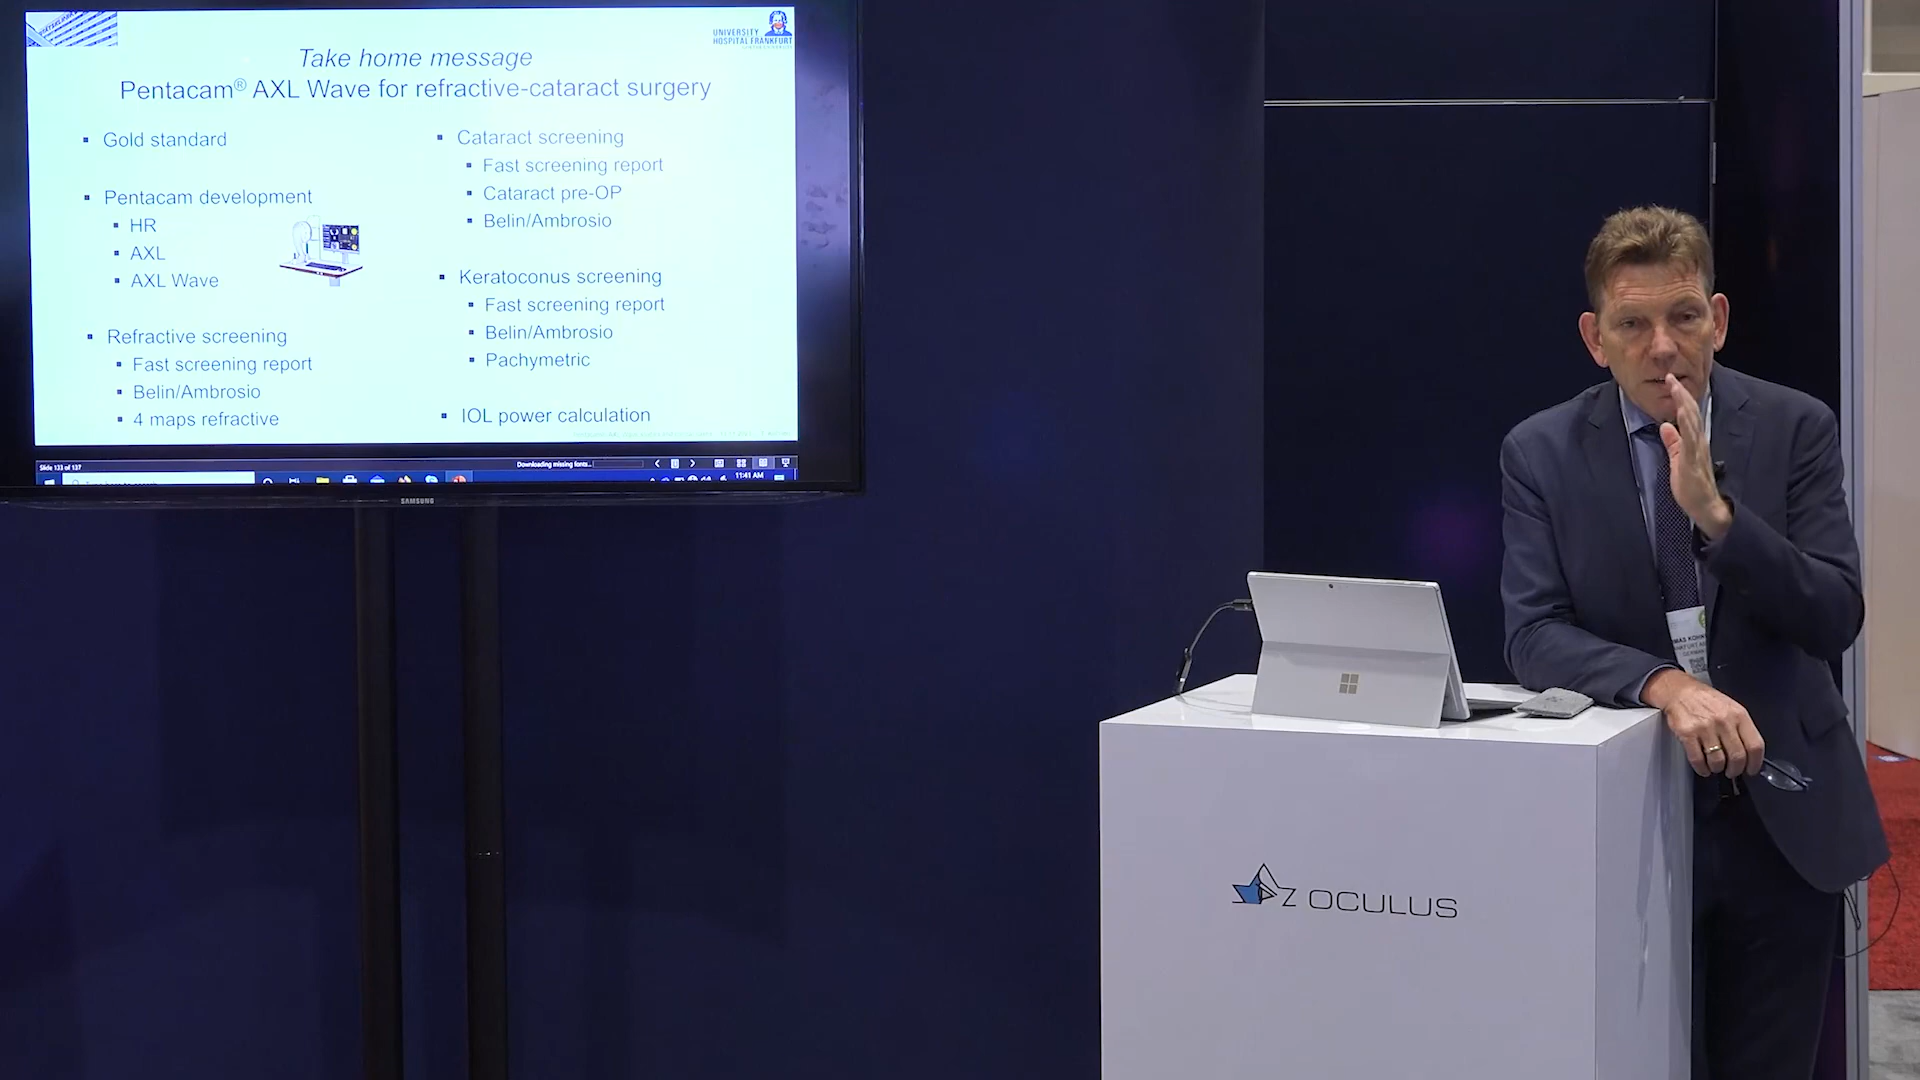 UNIVERSITY
HOSPITAL FRANKFURT
Take home message
Pentacam® AXL Wave for refractive-cataract surgery
▪ Gold standard
▪ Pentacam development
▪ HR
▪ AXL
▪ AXL Wave
▪ Refractive screening
▪ Fast screening report
▪ Belin/Ambrosio
▪ 4 maps refractive
▪ Cataract screening
▪ Fast screening report
▪ Cataract pre-OP
▪ Belin/Ambrosio
▪ Keratoconus screening
▪ Fast screening report
▪ Belin/Ambrosio
▪ Pachymetric
▪ IOL power calculation
Slide 133 of 137
Downloading missing fonts...
11:41 AM
SAMSUNG
OCULUS